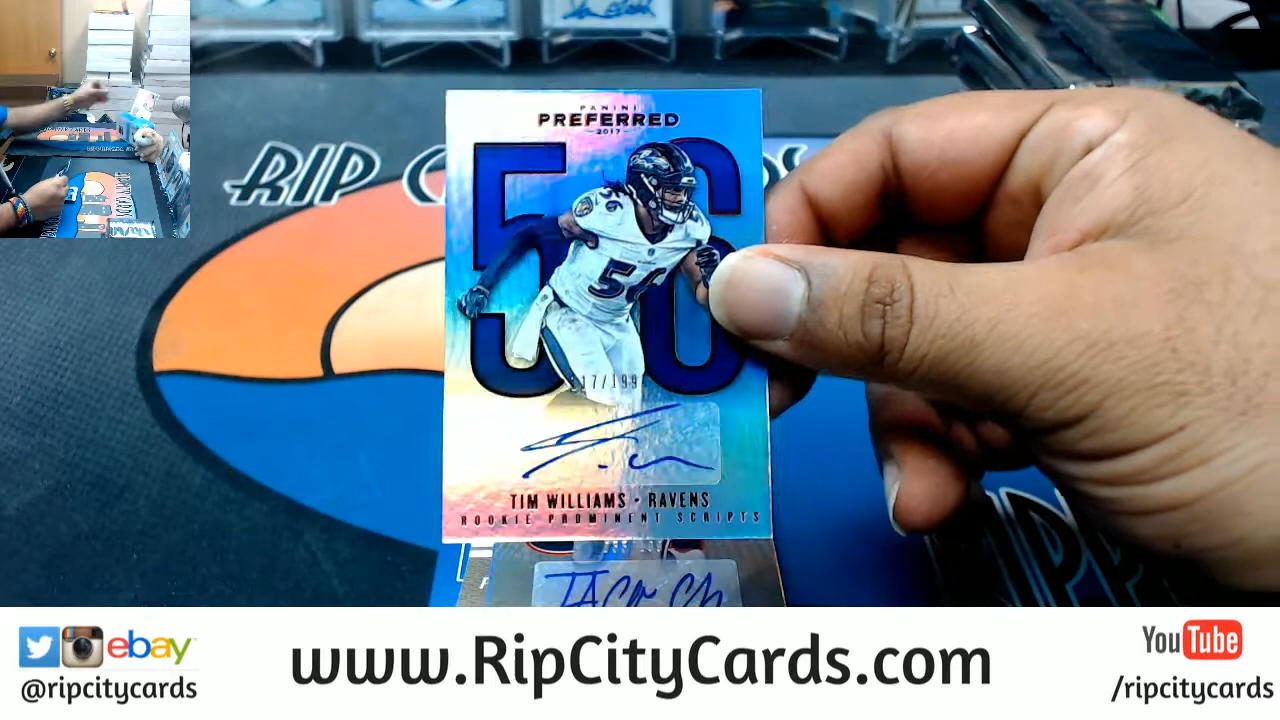 RIP
PANINI
PREFERRED
2017
56
56
TIM WILLIAMS · RAVENS
ROOKIE PROMINENT SCRIPTS
ebay
www.RipCityCards.com
YouTube
@ripcitycards
/ripcitycards